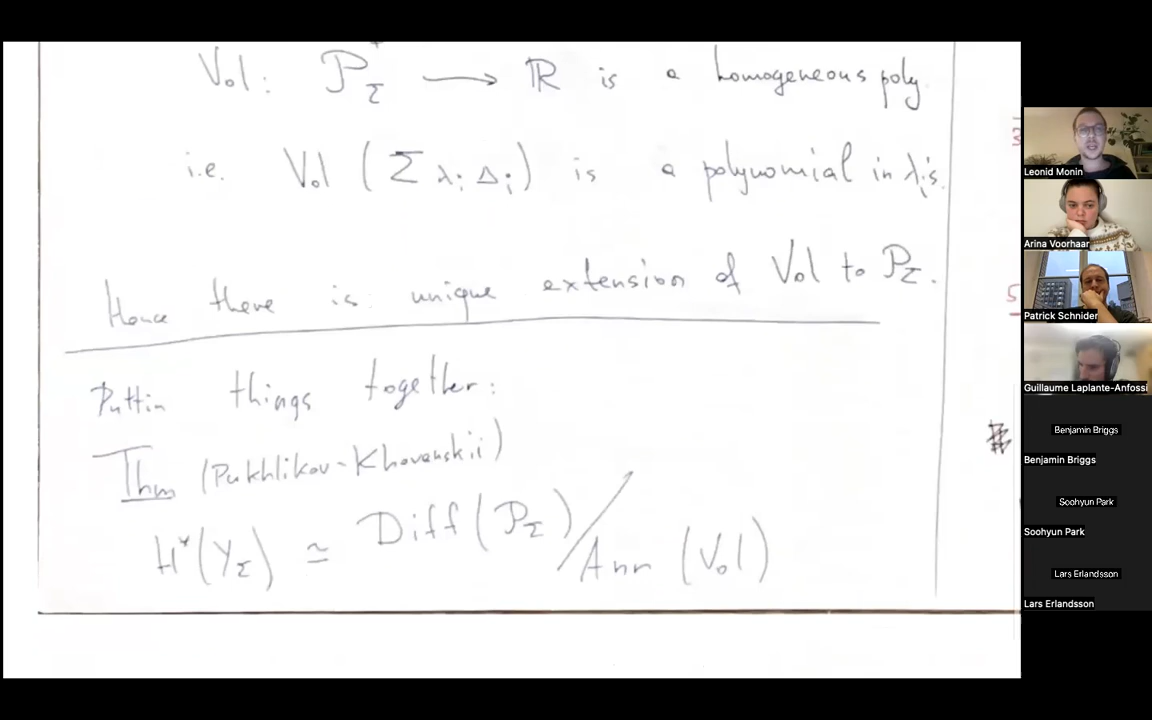 Vol: P_Σ^+ → ℝ is a homogeneous poly.
i.e. Vol (Σ λ_i Δ_i) is a polynomial in λ_i's.
Hence there is unique extension of Vol to P_Σ.
Puttin things together:
Thm (Pukhlikov-Khovanskii)
H*(Y_Σ) ≃ Diff(P_Σ)/Ann (Vol)
Leonid Monin
Arina Voorhaar
Patrick Schnider
Guillaume Laplante-Anfossi
Benjamin Briggs
Benjamin Briggs
Soohyun Park
Soohyun Park
Lars Erlandsson
Lars Erlandsson